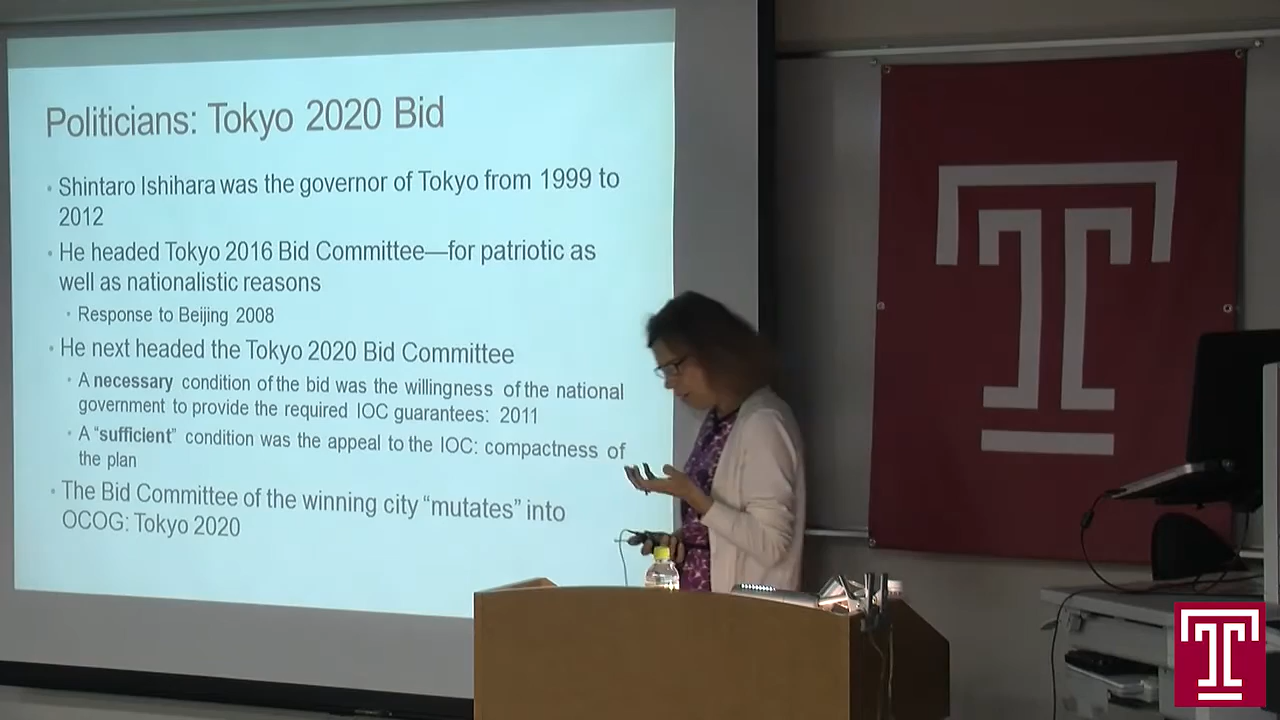 Politicians: Tokyo 2020 Bid
• Shintaro Ishihara was the governor of Tokyo from 1999 to
2012
• He headed Tokyo 2016 Bid Committee—for patriotic as
well as nationalistic reasons
• Response to Beijing 2008
• He next headed the Tokyo 2020 Bid Committee
• A necessary condition of the bid was the willingness of the national
government to provide the required IOC guarantees: 2011
• A “sufficient” condition was the appeal to the IOC: compactness of
the plan
• The Bid Committee of the winning city “mutates” into
OCOG: Tokyo 2020
T
T